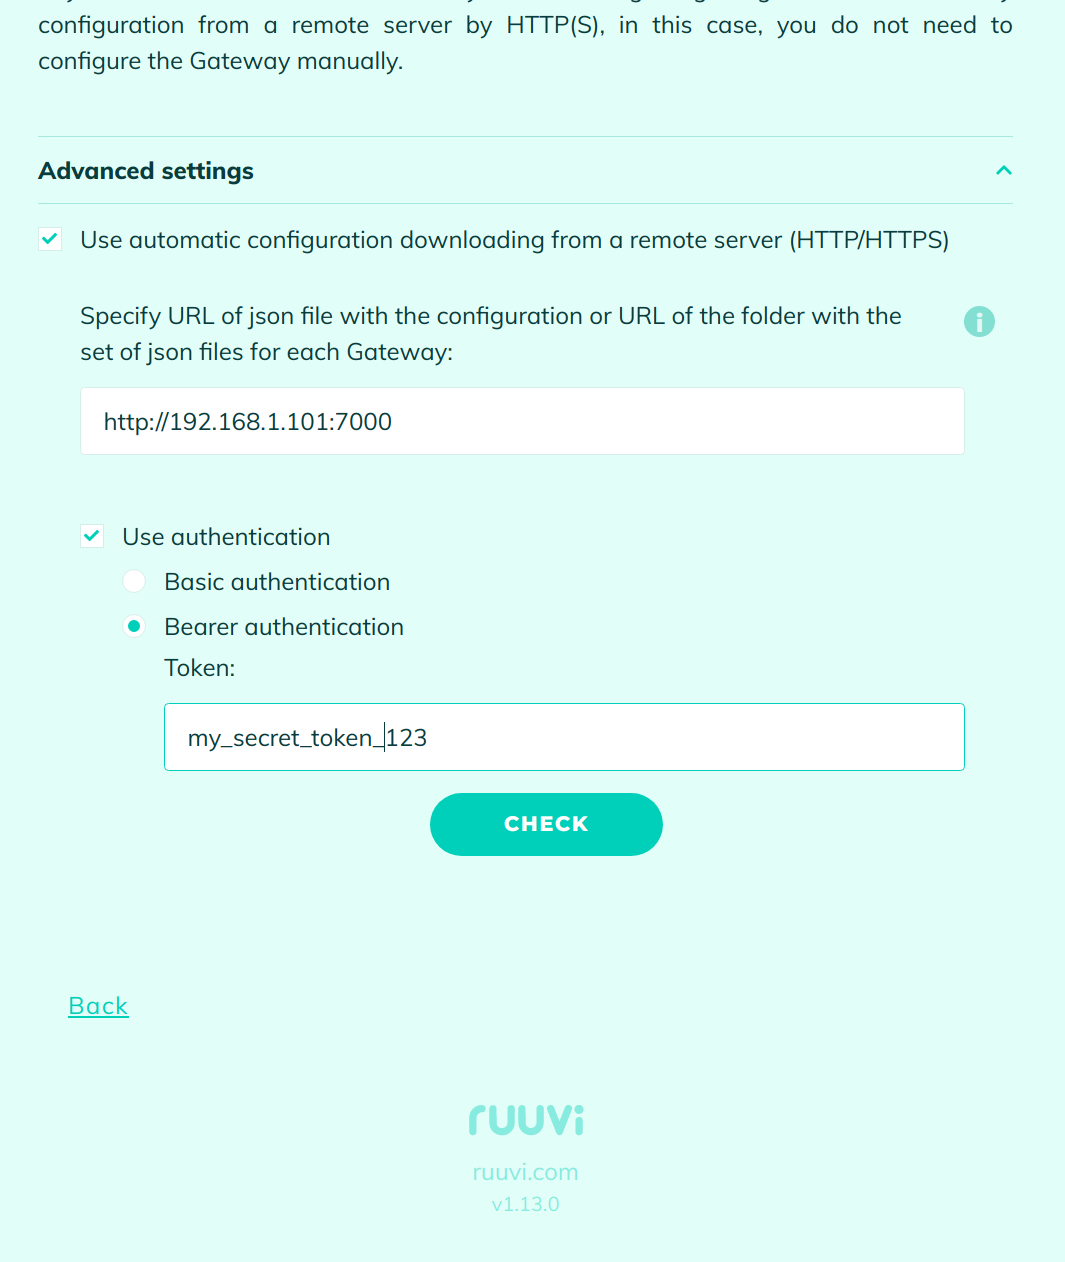 configuration from a remote server by HTTP(S), in this case, you do not need to
configure the Gateway manually.
Advanced settings
Use automatic configuration downloading from a remote server (HTTP/HTTPS)
Specify URL of json file with the configuration or URL of the folder with the
set of json files for each Gateway:
http://192.168.1.101:7000
Use authentication
Basic authentication
Bearer authentication
Token:
my_secret_token_123
CHECK
Back
ruuvi
ruuvi.com
v1.13.0